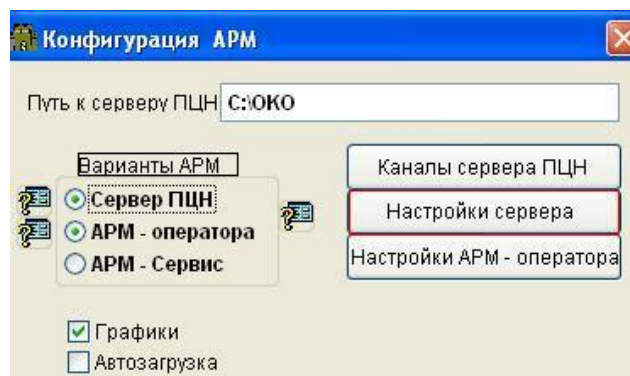 Конфигурация АРМ
Путь к серверу ПЦН C:\ОКО
Варианты АРМ
Сервер ПЦН
АРМ - оператора
АРМ - Сервис
Каналы сервера ПЦН
Настройки сервера
Настройки АРМ - оператора
Графики
Автозагрузка